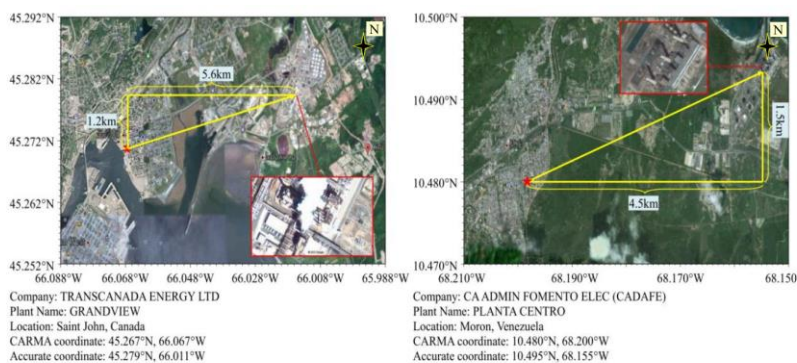 45.292°N
45.282°N
45.272°N
45.262°N
45.252°N
66.088°W 66.068°W 66.048°W 66.028°W 66.008°W 65.988°W
N
5.6km
1.2km
Company: TRANSCANADA ENERGY LTD
Plant Name: GRANDVIEW
Location: Saint John, Canada
CARMA coordinate: 45.267°N, 66.067°W
Accurate coordinate: 45.279°N, 66.011°W
10.500°N
10.490°N
10.480°N
10.470°N
68.210°W 68.190°W 68.170°W 68.150°W
N
1.5km
4.5km
Company: CA ADMIN FOMENTO ELEC (CADAFE)
Plant Name: PLANTA CENTRO
Location: Moron, Venezuela
CARMA coordinate: 10.480°N, 68.200°W
Accurate coordinate: 10.495°N, 68.155°W